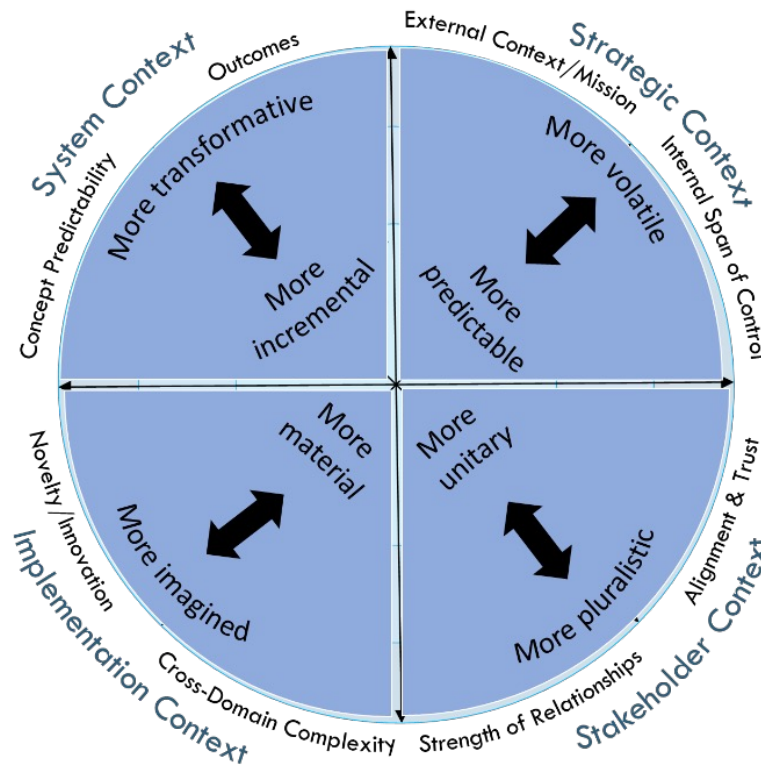 System Context
Outcomes
Concept Predictability
More transformative
More
incremental
External Context/Mission
Strategic Context
Internal Span of Control
More volatile
More
predictable
More
material
More imagined
Novelty/Innovation
Implementation Context
Cross-Domain Complexity
More
unitary
More pluralistic
Alignment & Trust
Stakeholder Context
Strength of Relationships